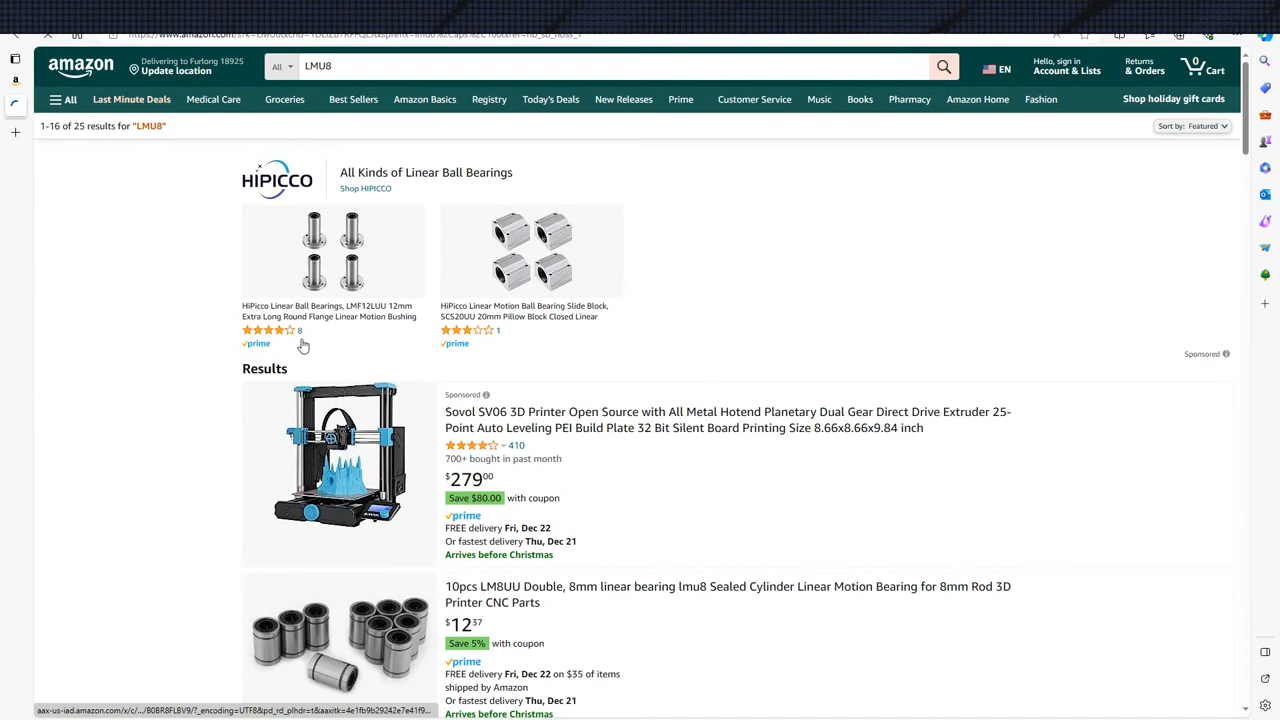 amazon
Delivering to Furlong 18925
Update location
All
LMU8
EN
Hello, sign in
Account & Lists
Returns
& Orders
0
Cart
All
Last Minute Deals
Medical Care
Groceries
Best Sellers
Amazon Basics
Registry
Today's Deals
New Releases
Prime
Customer Service
Music
Books
Pharmacy
Amazon Home
Fashion
Shop holiday gift cards
1-16 of 25 results for "LMU8"
Sort by: Featured
HiPiCCO
All Kinds of Linear Ball Bearings
Shop HIPICCO
HiPicco Linear Ball Bearings, LMF12LUU 12mm
Extra Long Round Flange Linear Motion Bushing
8
prime
HiPicco Linear Motion Ball Bearing Slide Block,
SCS20UU 20mm Pillow Block Closed Linear
1
prime
Sponsored
Results
Sponsored
Sovol SV06 3D Printer Open Source with All Metal Hotend Planetary Dual Gear Direct Drive Extruder 25-
Point Auto Leveling PEI Build Plate 32 Bit Silent Board Printing Size 8.66x8.66x9.84 inch
410
700+ bought in past month
$27900
Save $80.00 with coupon
prime
FREE delivery Fri, Dec 22
Or fastest delivery Thu, Dec 21
Arrives before Christmas
10pcs LM8UU Double, 8mm linear bearing lmu8 Sealed Cylinder Linear Motion Bearing for 8mm Rod 3D
Printer CNC Parts
$1237
Save 5% with coupon
prime
FREE delivery Fri, Dec 22 on $35 of items
shipped by Amazon
Or fastest delivery Thu, Dec 21
Arrives before Christmas